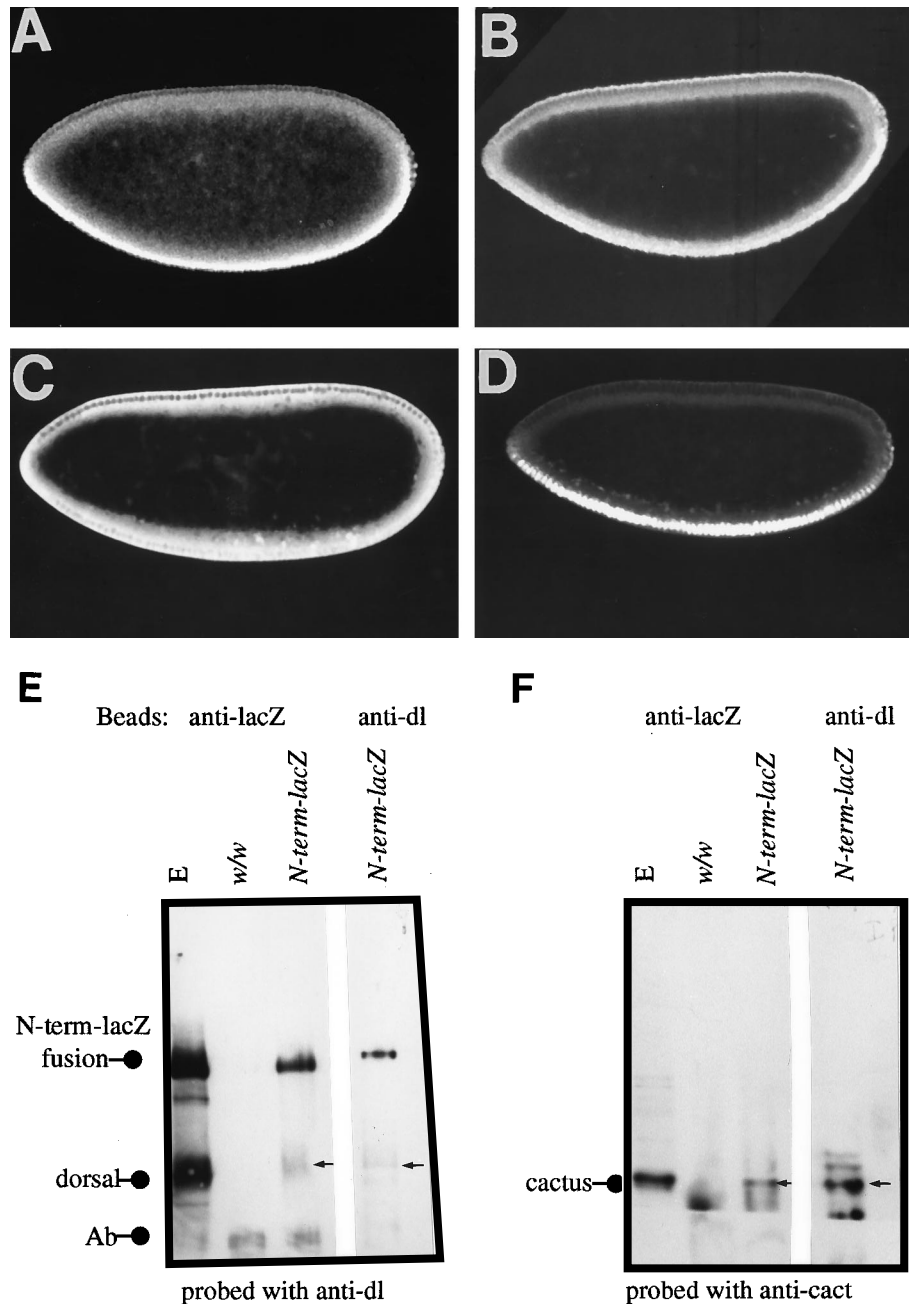 A
B
C
D
E
Beads: anti-lacZ anti-dl
E
w/w
N-term-lacZ
N-term-lacZ
N-term-lacZ
fusion
dorsal
Ab
probed with anti-dl
F
anti-lacZ anti-dl
E
w/w
N-term-lacZ
N-term-lacZ
cactus
probed with anti-cact